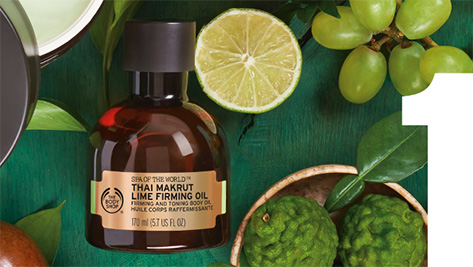 SPA OF THE WORLD™
THAI MAKRUT
LIME FIRMING OIL
FIRMING AND TONING BODY OIL
HUILE CORPS RAFFERMISSANTE
170 ml (5.7 US FL OZ)
THE
BODY
SHOP
1